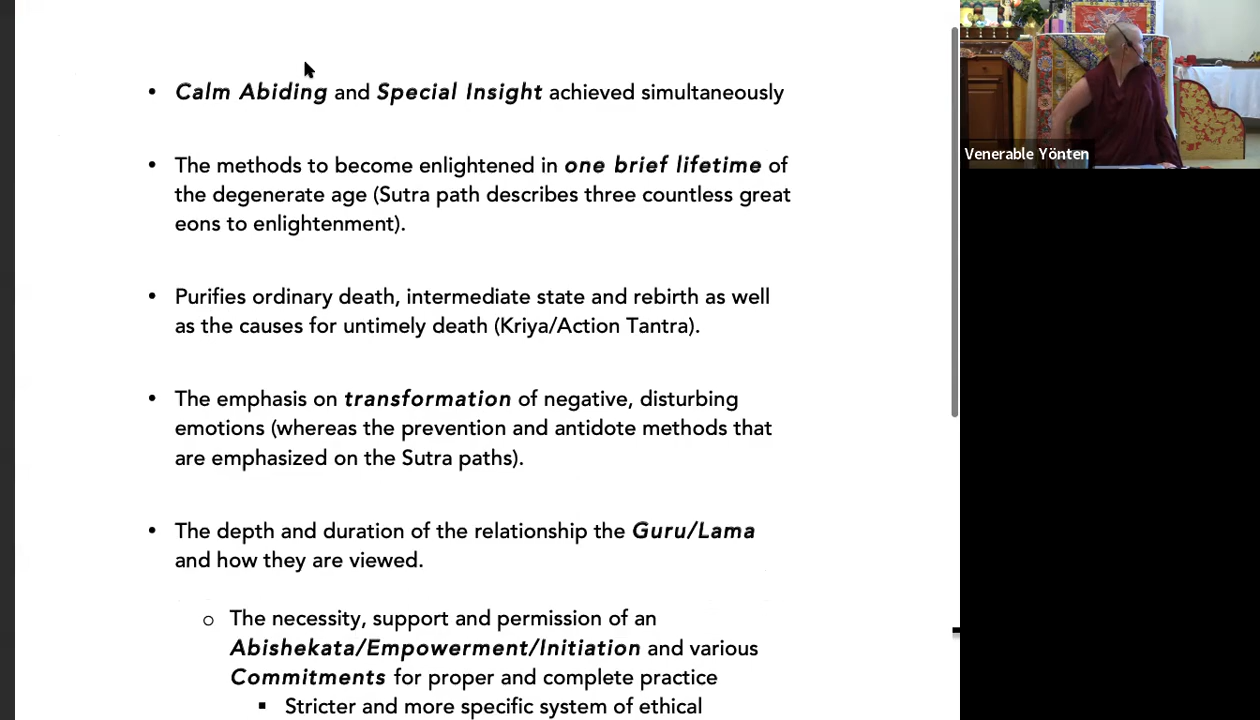 • Calm Abiding and Special Insight achieved simultaneously
• The methods to become enlightened in one brief lifetime of
the degenerate age (Sutra path describes three countless great
eons to enlightenment).
• Purifies ordinary death, intermediate state and rebirth as well
as the causes for untimely death (Kriya/Action Tantra).
• The emphasis on transformation of negative, disturbing
emotions (whereas the prevention and antidote methods that
are emphasized on the Sutra paths).
• The depth and duration of the relationship the Guru/Lama
and how they are viewed.
o The necessity, support and permission of an
Abishekata/Empowerment/Initiation and various
Commitments for proper and complete practice
▪ Stricter and more specific system of ethical
Venerable Yönten